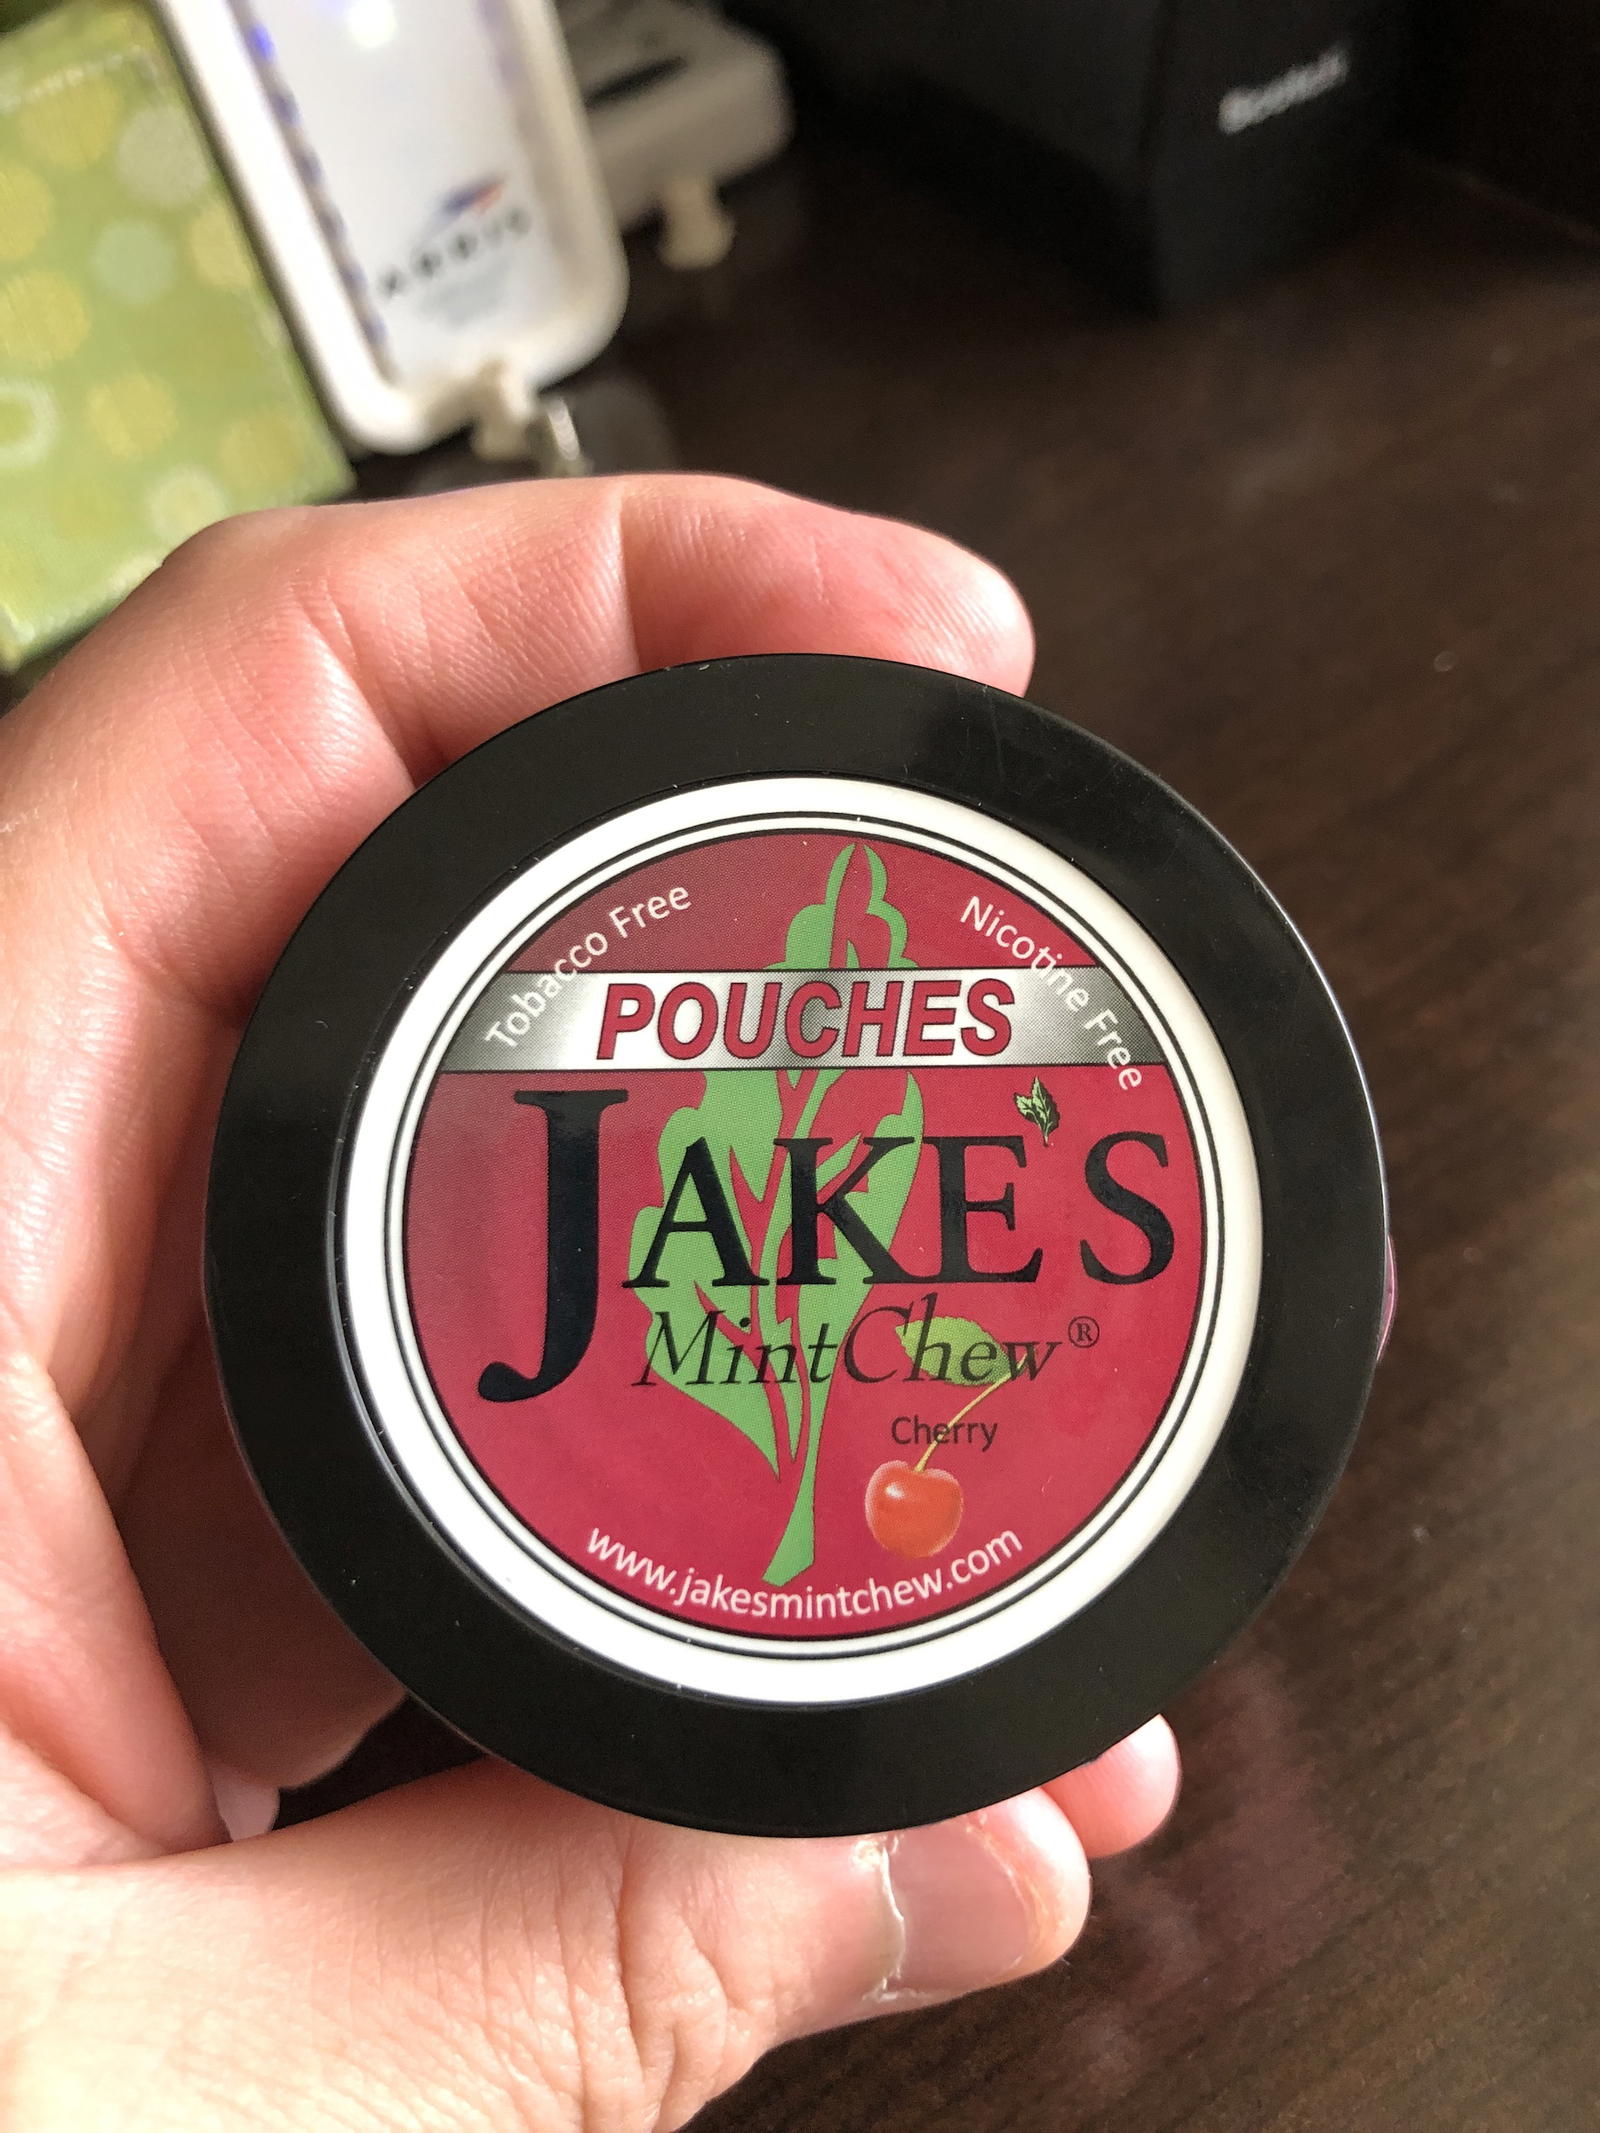 Tobacco Free
Nicotine Free
POUCHES
JAKE'S
MintChew®
Cherry
www.jakesmintchew.com